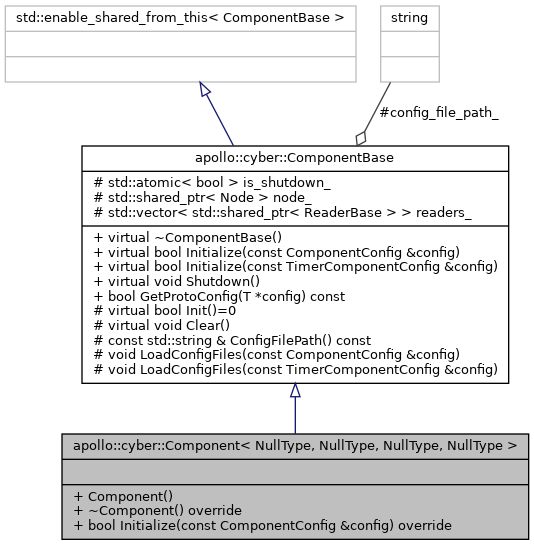 std::enable_shared_from_this< ComponentBase >
string
#config_file_path_
apollo::cyber::ComponentBase
# std::atomic< bool > is_shutdown_
# std::shared_ptr< Node > node_
# std::vector< std::shared_ptr< ReaderBase > > readers_
+ virtual ~ComponentBase()
+ virtual bool Initialize(const ComponentConfig &config)
+ virtual bool Initialize(const TimerComponentConfig &config)
+ virtual void Shutdown()
+ bool GetProtoConfig(T *config) const
# virtual bool Init()=0
# virtual void Clear()
# const std::string & ConfigFilePath() const
# void LoadConfigFiles(const ComponentConfig &config)
# void LoadConfigFiles(const TimerComponentConfig &config)
apollo::cyber::Component< NullType, NullType, NullType, NullType >
+ Component()
+ ~Component() override
+ bool Initialize(const ComponentConfig &config) override